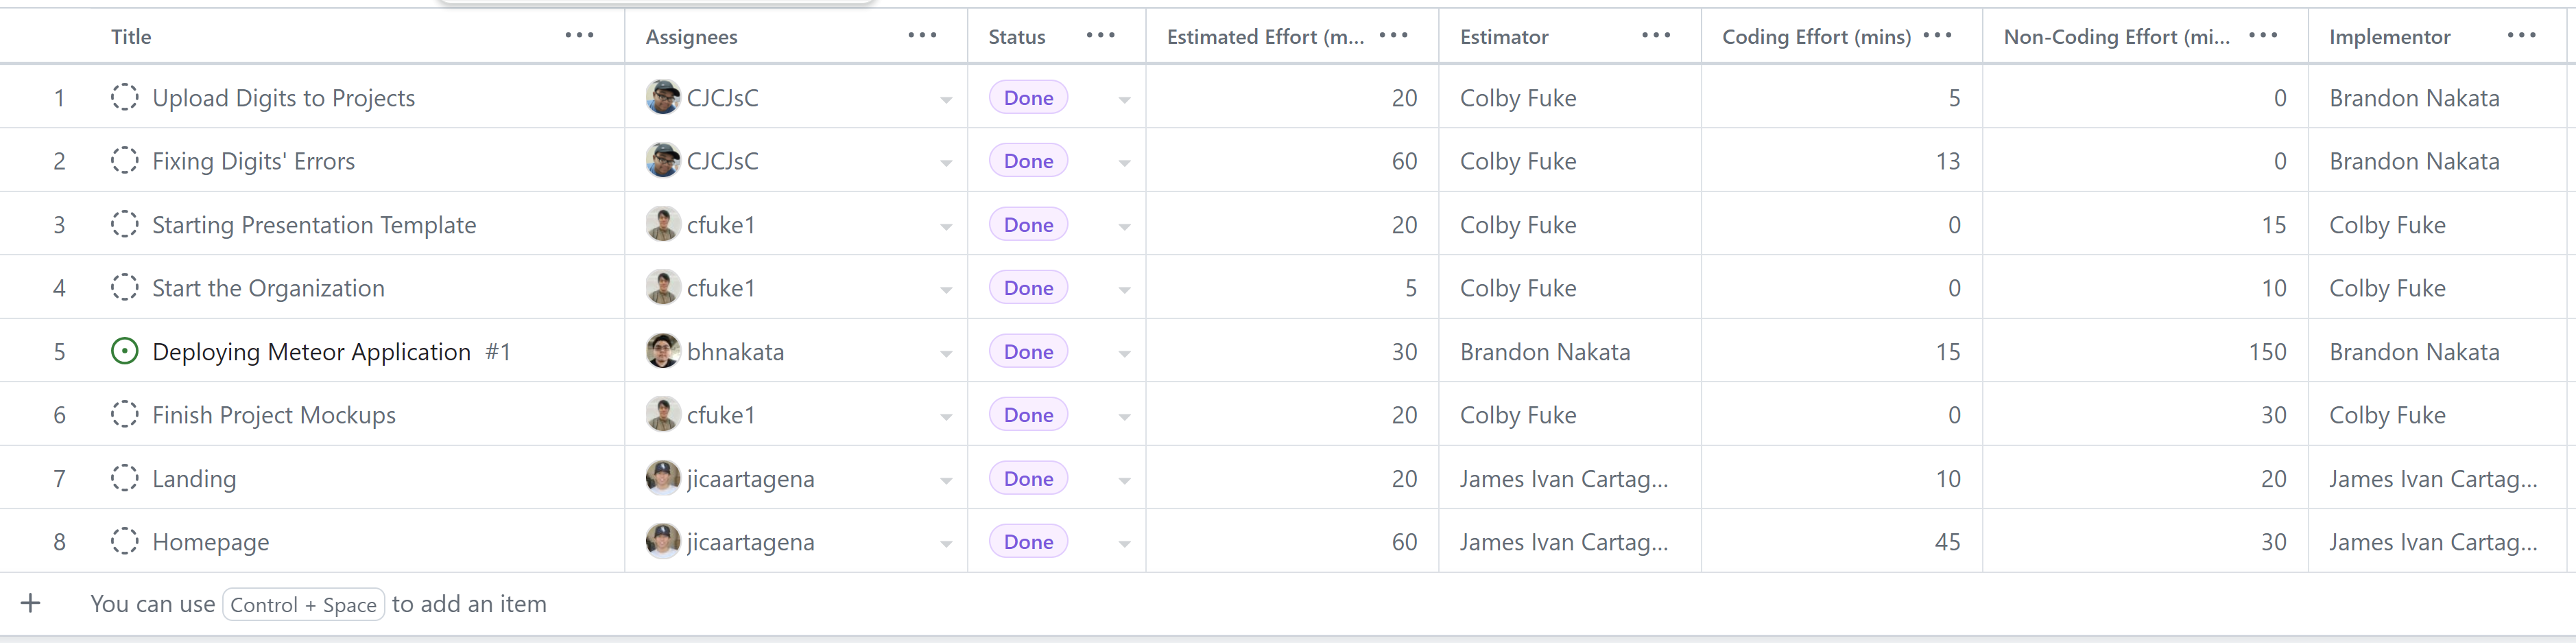 Title ... Assignees ... Status ... Estimated Effort (m... ... Estimator ... Coding Effort (mins) ... Non-Coding Effort (mi... ... Implementor ...
1 Upload Digits to Projects CJCJsC Done 20 Colby Fuke 5 0 Brandon Nakata
2 Fixing Digits' Errors CJCJsC Done 60 Colby Fuke 13 0 Brandon Nakata
3 Starting Presentation Template cfuke1 Done 20 Colby Fuke 0 15 Colby Fuke
4 Start the Organization cfuke1 Done 5 Colby Fuke 0 10 Colby Fuke
5 Deploying Meteor Application #1 bhnakata Done 30 Brandon Nakata 15 150 Brandon Nakata
6 Finish Project Mockups cfuke1 Done 20 Colby Fuke 0 30 Colby Fuke
7 Landing jicaartagena Done 20 James Ivan Cartag... 10 20 James Ivan Cartag...
8 Homepage jicaartagena Done 60 James Ivan Cartag... 45 30 James Ivan Cartag...
+ You can use Control + Space to add an item